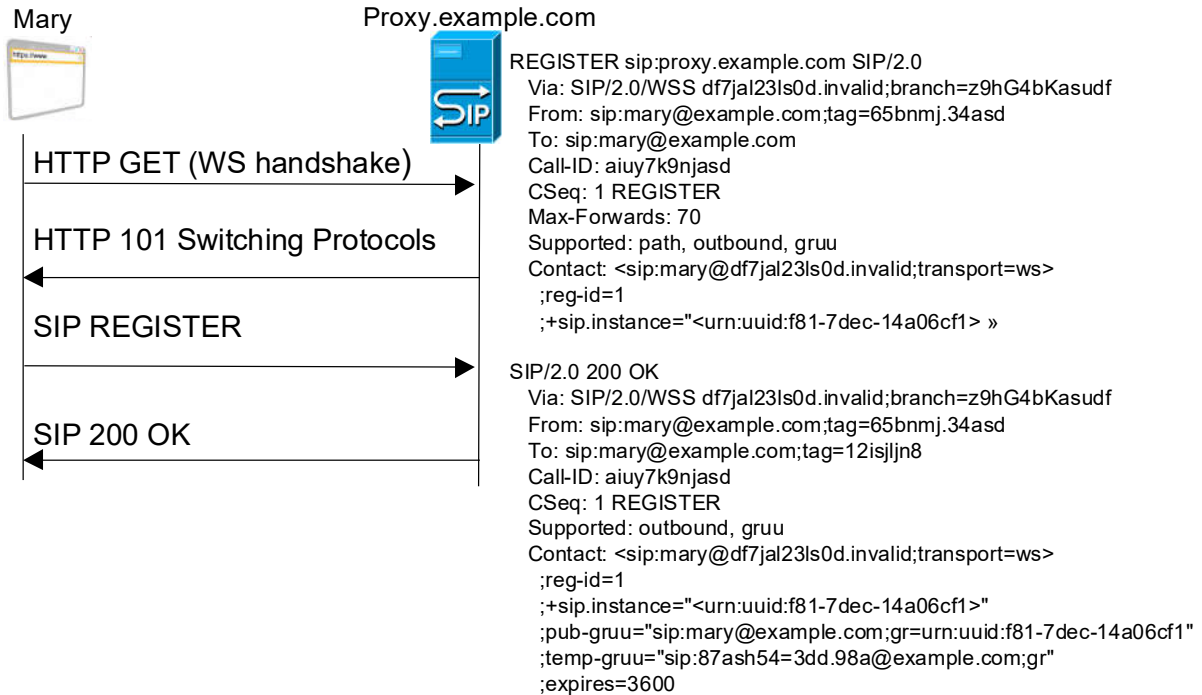 Mary
Proxy.example.com
https://www
SIP
HTTP GET (WS handshake)
HTTP 101 Switching Protocols
SIP REGISTER
SIP 200 OK
REGISTER sip:proxy.example.com SIP/2.0
Via: SIP/2.0/WSS df7jal23ls0d.invalid;branch=z9hG4bKasudf
From: sip:mary@example.com;tag=65bnmj.34asd
To: sip:mary@example.com
Call-ID: aiuy7k9njasd
CSeq: 1 REGISTER
Max-Forwards: 70
Supported: path, outbound, gruu
Contact: <sip:mary@df7jal23ls0d.invalid;transport=ws>
;reg-id=1
;+sip.instance="<urn:uuid:f81-7dec-14a06cf1> »
SIP/2.0 200 OK
Via: SIP/2.0/WSS df7jal23ls0d.invalid;branch=z9hG4bKasudf
From: sip:mary@example.com;tag=65bnmj.34asd
To: sip:mary@example.com;tag=12isjljn8
Call-ID: aiuy7k9njasd
CSeq: 1 REGISTER
Supported: outbound, gruu
Contact: <sip:mary@df7jal23ls0d.invalid;transport=ws>
;reg-id=1
;+sip.instance="<urn:uuid:f81-7dec-14a06cf1>"
;pub-gruu="sip:mary@example.com;gr=urn:uuid:f81-7dec-14a06cf1"
;temp-gruu="sip:87ash54=3dd.98a@example.com;gr"
;expires=3600